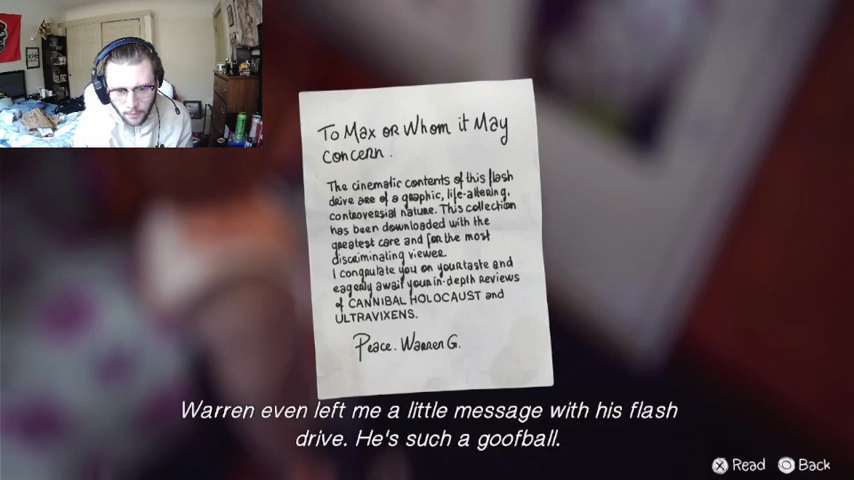 To Max or Whom it May
concern.
The cinematic contents of this flash
drive are of a graphic, life-altering,
controversial nature. This collection
has been downloaded with the
greatest care and for the most
discriminating viewer.
I congratulate you on your taste and
eagerly await your in-depth reviews
of CANNIBAL HOLOCAUST and
ULTRAVIXENS.
Peace. Warren G.
Warren even left me a little message with his flash
drive. He's such a goofball.
Read Back